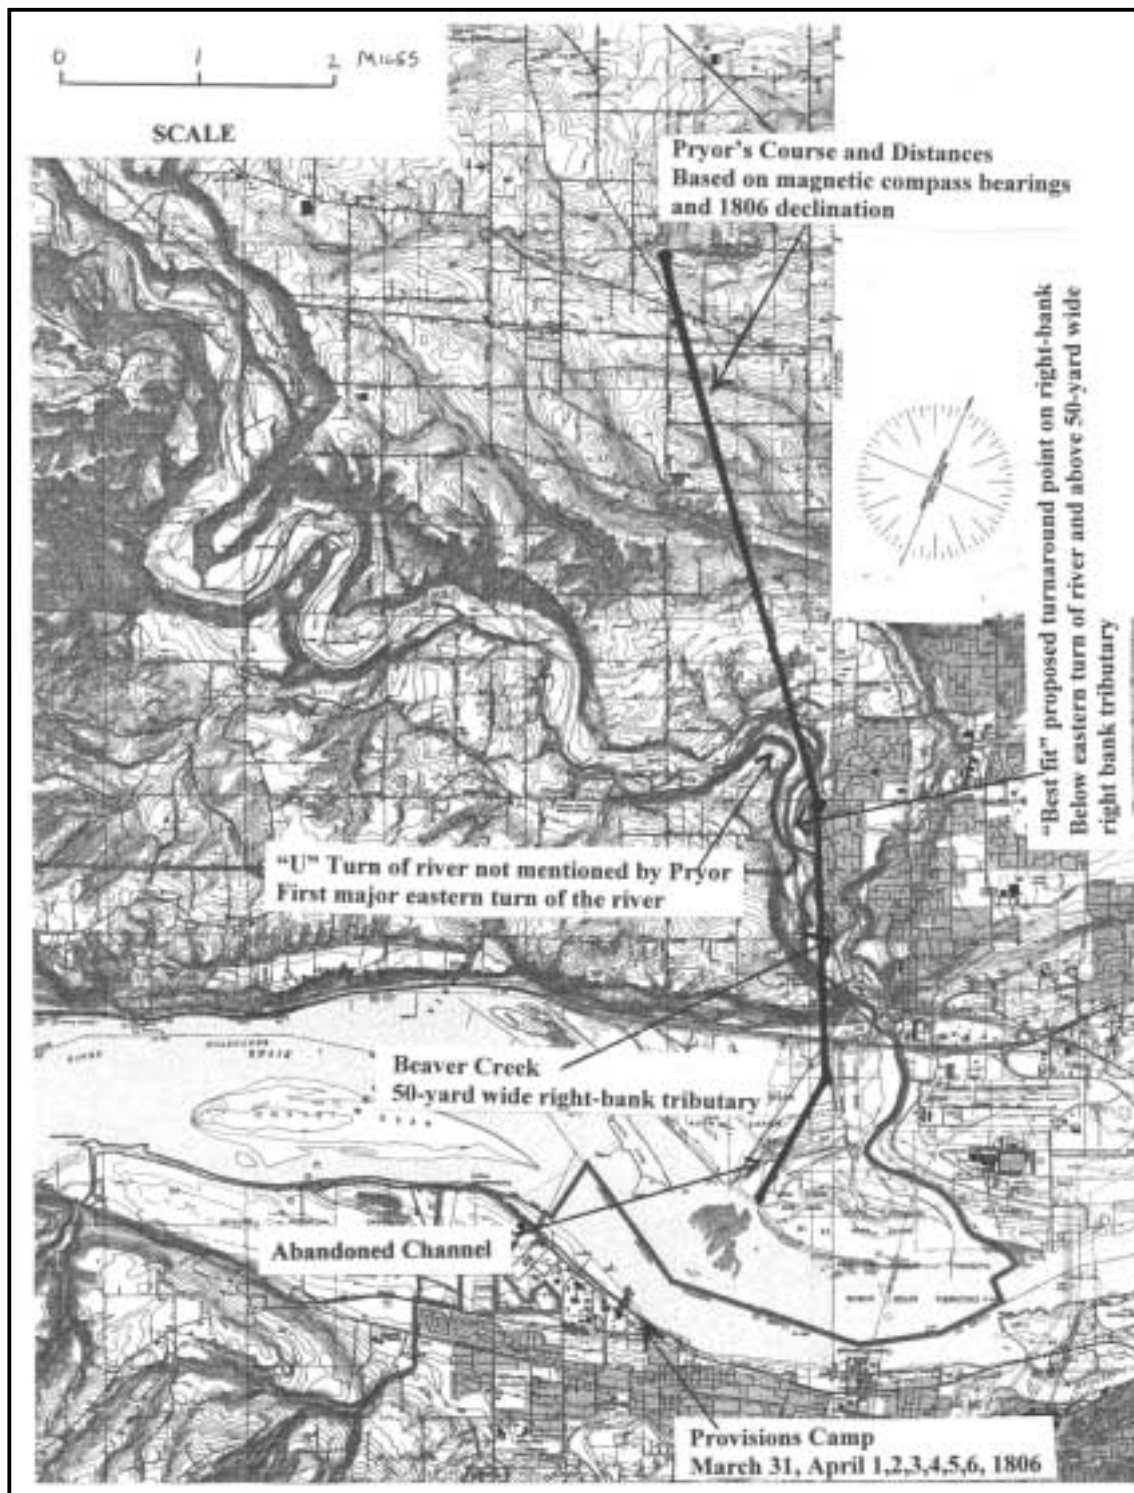 0 1 2 MILES
SCALE
Pryor's Course and Distances
Based on magnetic compass bearings
and 1806 declination
"Best fit" proposed turnaround point on right-bank
Below eastern turn of river and above 50-yard wide
right bank tributary
"U" Turn of river not mentioned by Pryor
First major eastern turn of the river
Beaver Creek
50-yard wide right-bank tributary
Abandoned Channel
Provisions Camp
March 31, April 1,2,3,4,5,6, 1806